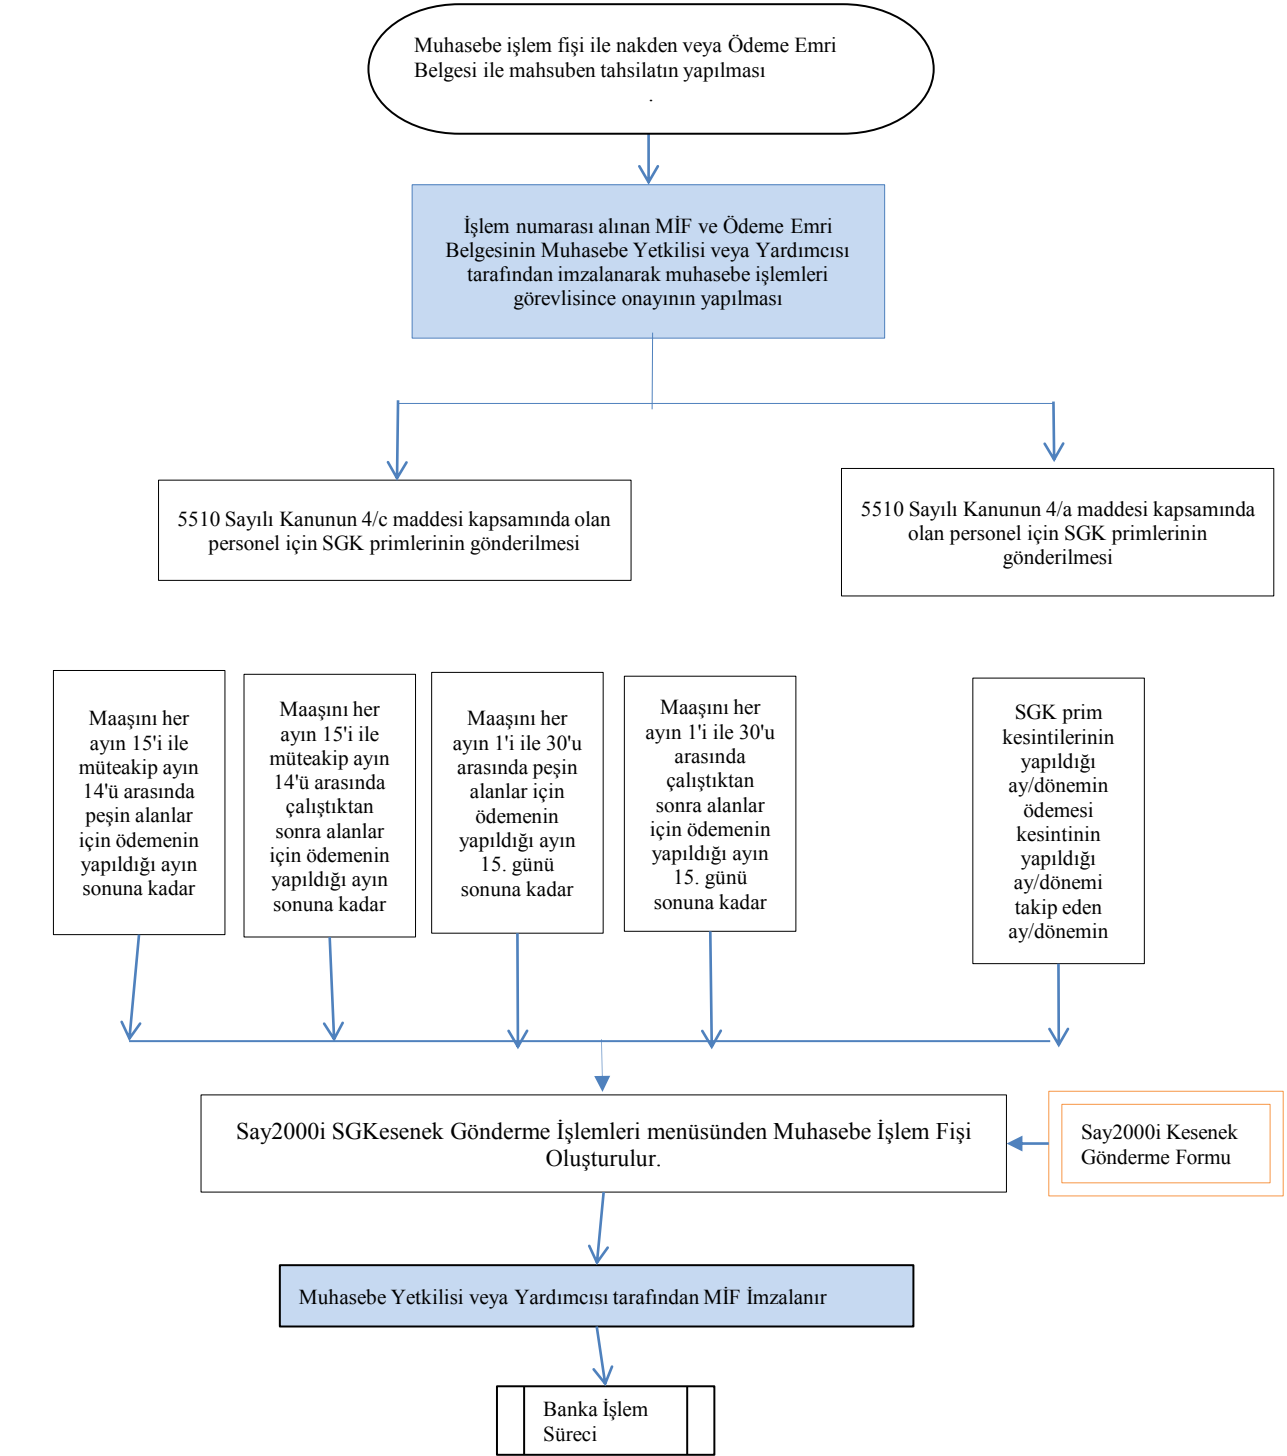 Muhasebe işlem fişi ile nakden veya Ödeme Emri
Belgesi ile mahsuben tahsilatın yapılması
.
İşlem numarası alınan MİF ve Ödeme Emri
Belgesinin Muhasebe Yetkilisi veya Yardımcısı
tarafından imzalanarak muhasebe işlemleri
görevlisince onayının yapılması
5510 Sayılı Kanunun 4/c maddesi kapsamında olan
personel için SGK primlerinin gönderilmesi
5510 Sayılı Kanunun 4/a maddesi kapsamında
olan personel için SGK primlerinin
gönderilmesi
Maaşını her
ayın 15'i ile
müteakip ayın
14'ü arasında
peşin alanlar
için ödemenin
yapıldığı ayın
sonuna kadar
Maaşını her
ayın 15'i ile
müteakip ayın
14'ü arasında
çalıştıktan
sonra alanlar
için ödemenin
yapıldığı ayın
sonuna kadar
Maaşını her
ayın 1'i ile 30'u
arasında peşin
alanlar için
ödemenin
yapıldığı ayın
15. günü
sonuna kadar
Maaşını her
ayın 1'i ile 30'u
arasında
çalıştıktan
sonra alanlar
için ödemenin
yapıldığı ayın
15. günü
sonuna kadar
SGK prim
kesintilerinin
yapıldığı
ay/dönemin
ödemesi
kesintinin
yapıldığı
ay/dönemi
takip eden
ay/dönemin
Say2000i SGKesenek Gönderme İşlemleri menüsünden Muhasebe İşlem Fişi
Oluşturulur.
Say2000i Kesenek
Gönderme Formu
Muhasebe Yetkilisi veya Yardımcısı tarafından MİF İmzalanır
Banka İşlem
Süreci